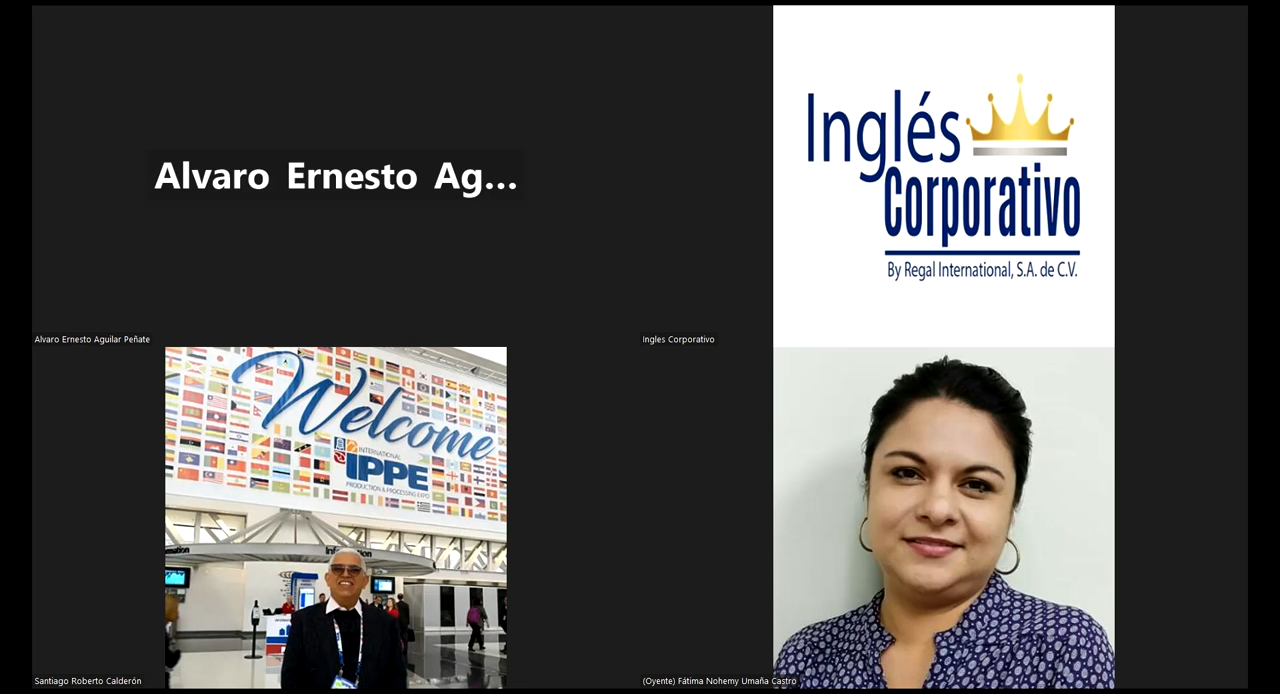 Alvaro Ernesto Ag...
Alvaro Ernesto Aguilar Peñate
Inglés
Corporativo
By Regal International, S.A. de C.V.
Ingles Corporativo
Welcome
INTERNATIONAL
IPPE
PRODUCTION & PROCESSING EXPO
Information
Santiago Roberto Calderón
(Oyente) Fátima Nohemy Umaña Castro